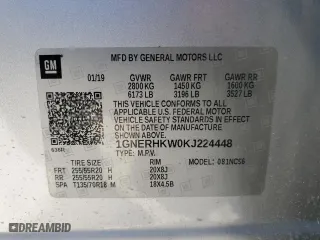 GM
MFD BY GENERAL MOTORS LLC
01/19 GVWR GAWR FRT GAWR RR
2800 KG 1450 KG 1600 KG
6173 LB 3196 LB 3527 LB
THIS VEHICLE CONFORMS TO ALL APPLICABLE U.S. FEDERAL MOTOR VEHICLE SAFETY STANDARDS IN EFFECT ON THE DATE OF MANUFACTURE SHOWN ABOVE.
1GNERHKW0KJ224448
TYPE: M.P.V. MODEL:
TIRE SIZE RIM
FRT 255/55R20 H 20X8J
RR 255/55R20 H 20X8J
SPA T135/70R18 M 18X4.5B
© DEALERSHIP.CC